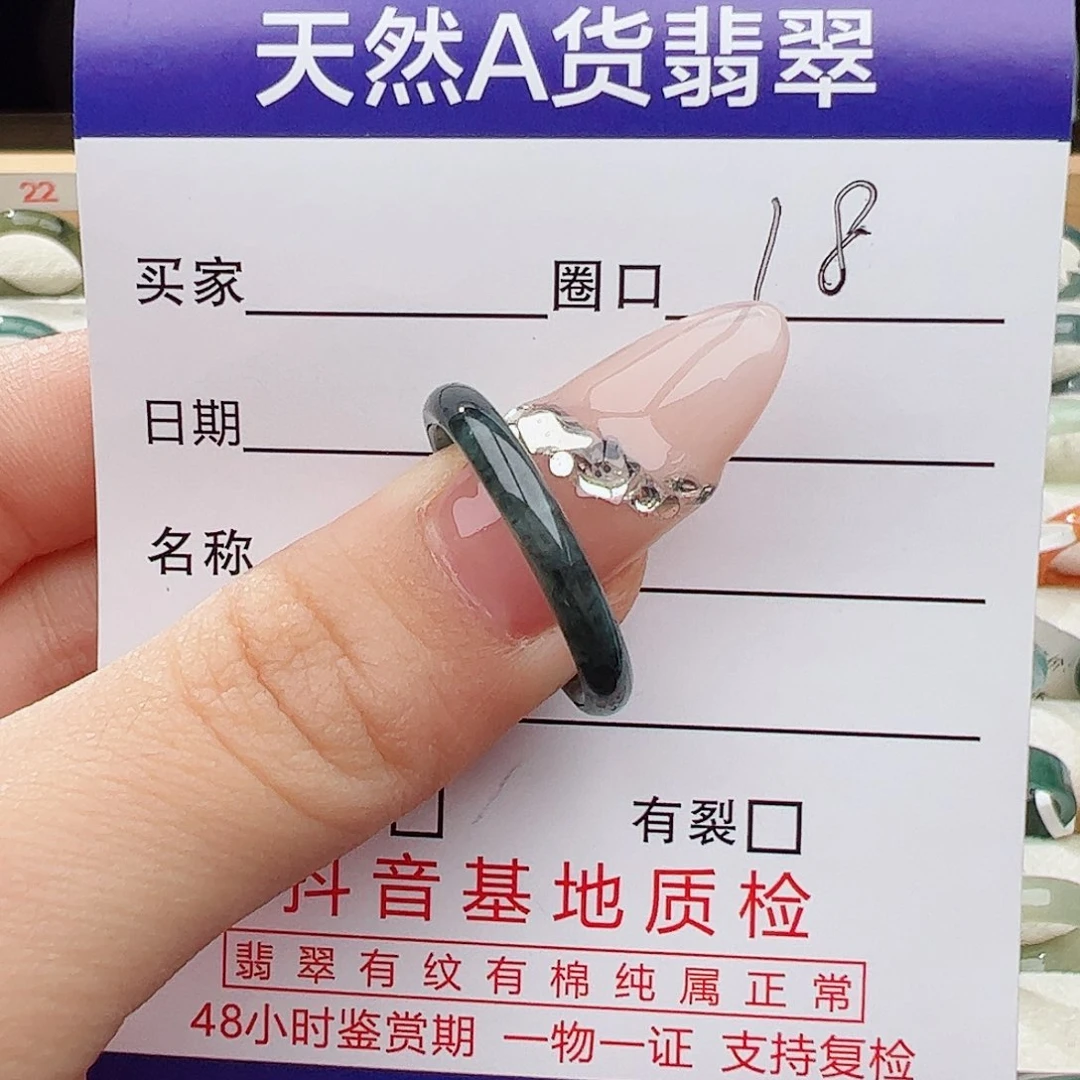 天然A货翡翠
22
买家 圈口 18
日期
名称
有裂
抖音基地质检
翡翠有纹有棉纯属正常
48小时鉴赏期 一物一证 支持复检